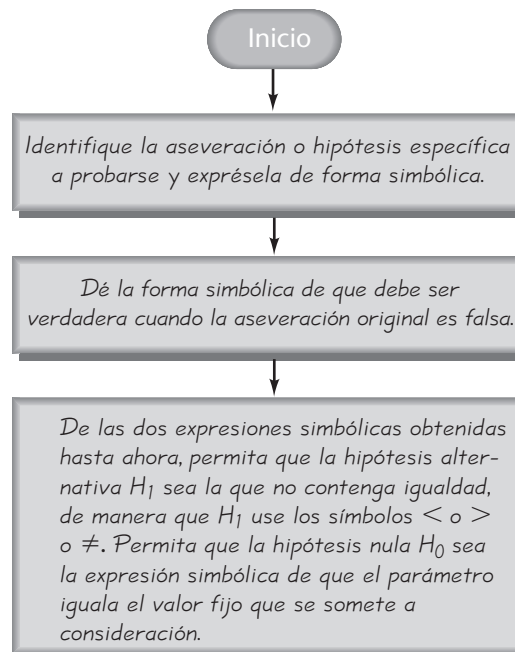 Inicio
Identifique la aseveración o hipótesis específica
a probarse y exprésela de forma simbólica.
Dé la forma simbólica de que debe ser
verdadera cuando la aseveración original es falsa.
De las dos expresiones simbólicas obtenidas
hasta ahora, permita que la hipótesis alter-
nativa H₁ sea la que no contenga igualdad,
de manera que H₁ use los símbolos < o >
o ≠. Permita que la hipótesis nula H₀ sea
la expresión simbólica de que el parámetro
iguala el valor fijo que se somete a
consideración.